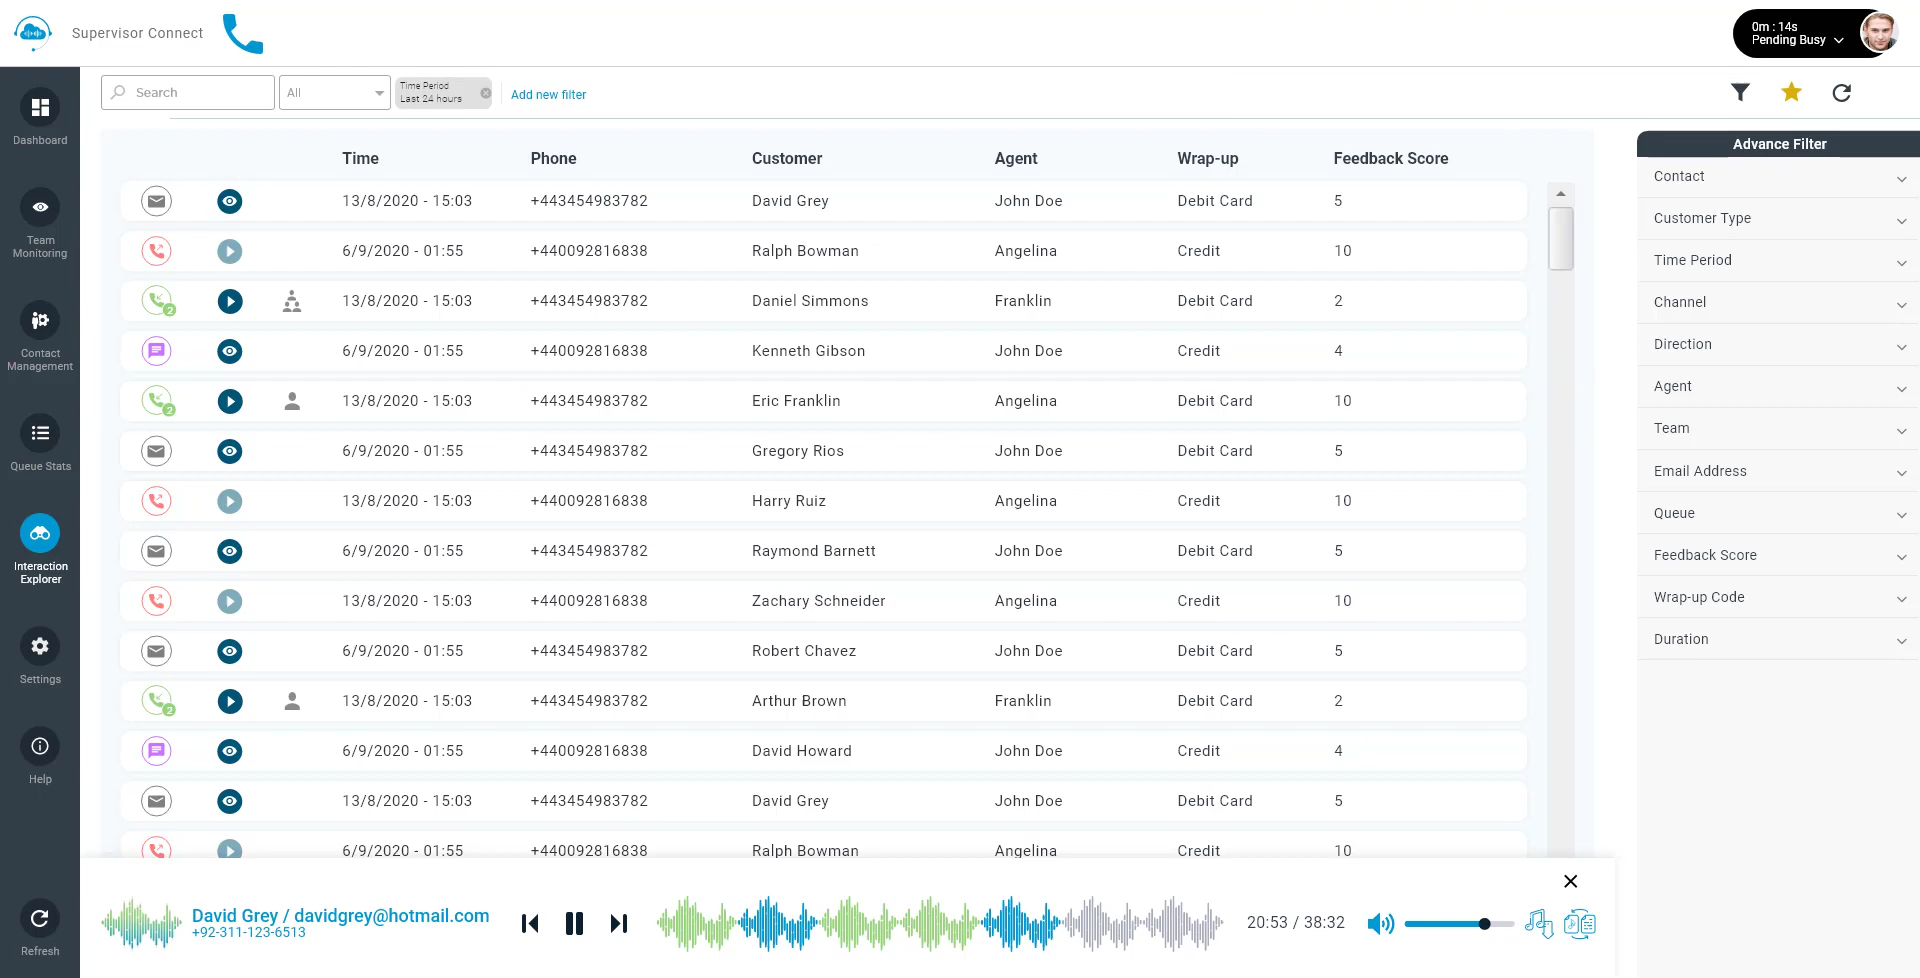 Supervisor Connect
0m : 14s
Pending Busy
Search
All
Time Period
Last 24 hours
Add new filter
Dashboard
Team
Monitoring
Contact
Management
Queue Stats
Interaction
Explorer
Settings
Help
Refresh
Time Phone Customer Agent Wrap-up Feedback Score
13/8/2020 - 15:03 +443454983782 David Grey John Doe Debit Card 5
6/9/2020 - 01:55 +440092816838 Ralph Bowman Angelina Credit 10
2 13/8/2020 - 15:03 +443454983782 Daniel Simmons Franklin Debit Card 2
6/9/2020 - 01:55 +440092816838 Kenneth Gibson John Doe Credit 4
2 13/8/2020 - 15:03 +443454983782 Eric Franklin Angelina Debit Card 10
6/9/2020 - 01:55 +443454983782 Gregory Rios John Doe Debit Card 5
13/8/2020 - 15:03 +440092816838 Harry Ruiz Angelina Credit 10
6/9/2020 - 01:55 +443454983782 Raymond Barnett John Doe Debit Card 5
13/8/2020 - 15:03 +440092816838 Zachary Schneider Angelina Credit 10
6/9/2020 - 01:55 +443454983782 Robert Chavez John Doe Debit Card 5
2 13/8/2020 - 15:03 +443454983782 Arthur Brown Franklin Debit Card 2
6/9/2020 - 01:55 +440092816838 David Howard John Doe Credit 4
13/8/2020 - 15:03 +443454983782 David Grey John Doe Debit Card 5
6/9/2020 - 01:55 +440092816838 Ralph Bowman Angelina Credit 10
Advance Filter
Contact
Customer Type
Time Period
Channel
Direction
Agent
Team
Email Address
Queue
Feedback Score
Wrap-up Code
Duration
David Grey / davidgrey@hotmail.com
+92-311-123-6513
20:53 / 38:32